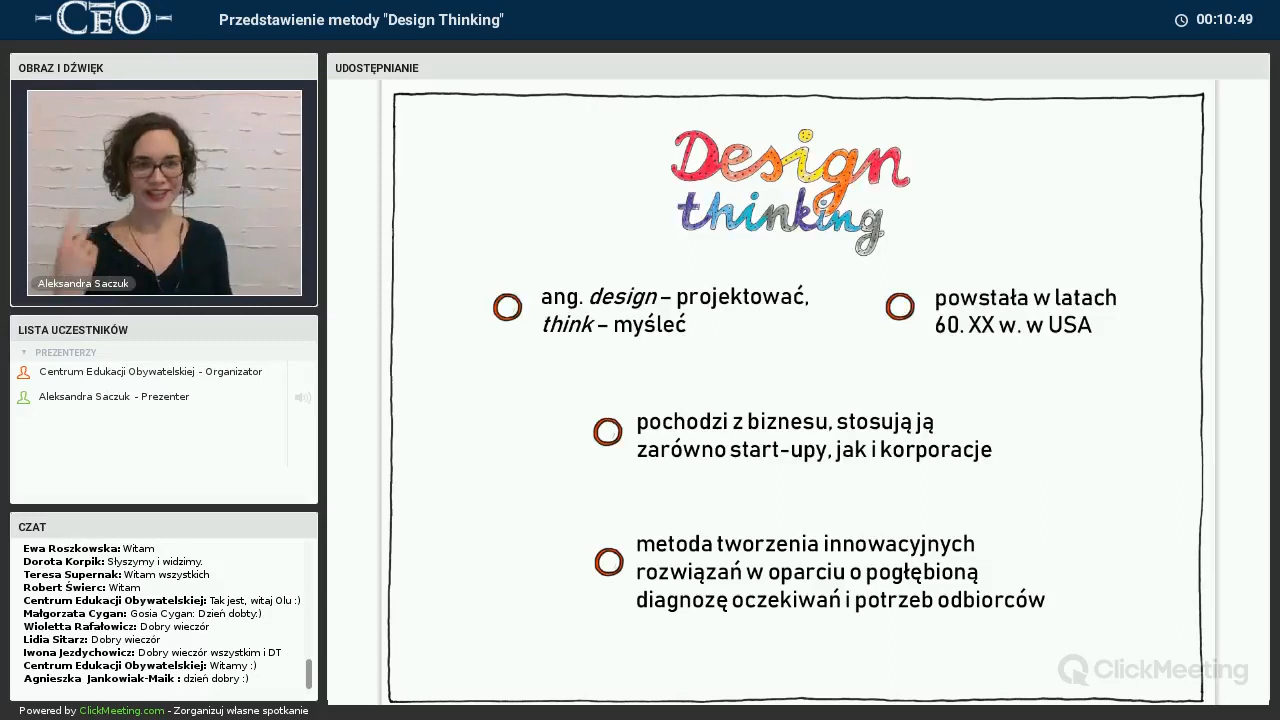 CEO
Przedstawienie metody "Design Thinking"
00:10:49
OBRAZ I DŹWIĘK
Aleksandra Saczuk
LISTA UCZESTNIKÓW
PREZENTERZY
Centrum Edukacji Obywatelskiej - Organizator
Aleksandra Saczuk - Prezenter
CZAT
Ewa Roszkowska: Witam
Dorota Korpik: Słyszymy i widzimy.
Teresa Supernak: Witam wszystkich
Robert Świerc: Witam
Centrum Edukacji Obywatelskiej: Tak jest, witaj Olu :)
Małgorzata Cygan: Gosia Cygan: Dzień dobty:)
Wioletta Rafałowicz: Dobry wieczór
Lidia Sitarz: Dobry wieczór
Iwona Jezdychowicz: Dobry wieczór wszystkim i DT
Centrum Edukacji Obywatelskiej: Witamy :)
Agnieszka Jankowiak-Maik : dzień dobry :)
Powered by ClickMeeting.com - Zorganizuj własne spotkanie
UDOSTĘPNIANIE
Design
thinking
ang. design – projektować,
think – myśleć
powstała w latach
60. XX w. w USA
pochodzi z biznesu, stosują ją
zarówno start-upy, jak i korporacje
metoda tworzenia innowacyjnych
rozwiązań w oparciu o pogłębioną
diagnozę oczekiwań i potrzeb odbiorców
ClickMeeting